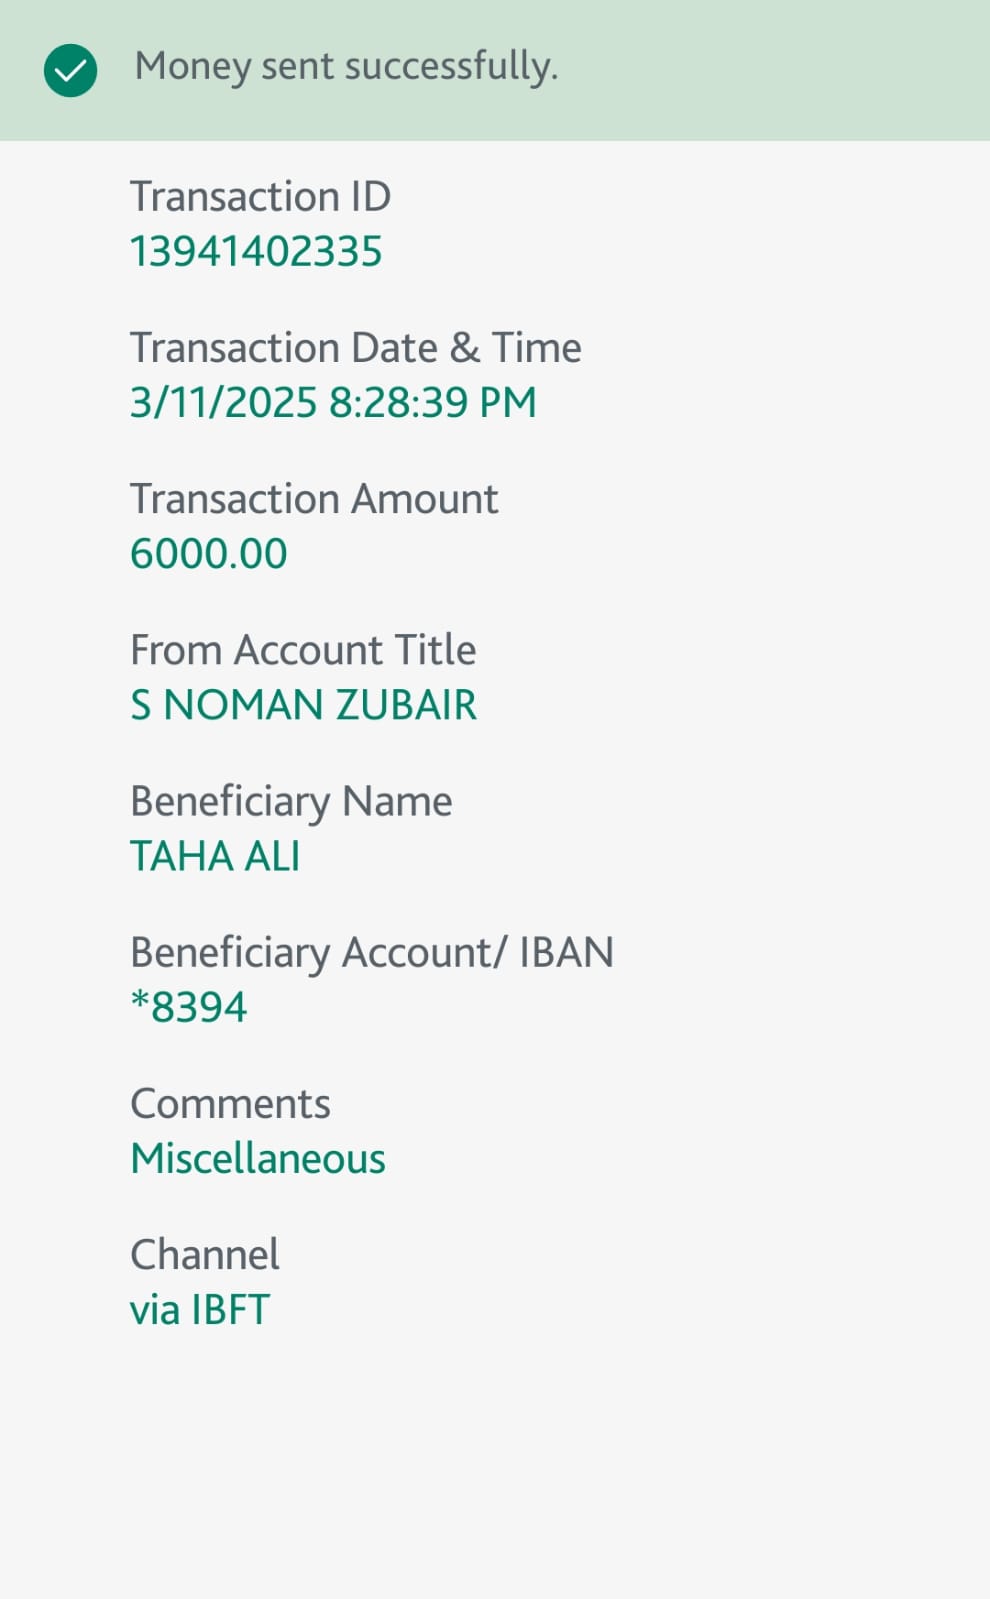 Money sent successfully.
Transaction ID
13941402335
Transaction Date & Time
3/11/2025 8:28:39 PM
Transaction Amount
6000.00
From Account Title
S NOMAN ZUBAIR
Beneficiary Name
TAHA ALI
Beneficiary Account/ IBAN
*8394
Comments
Miscellaneous
Channel
via IBFT